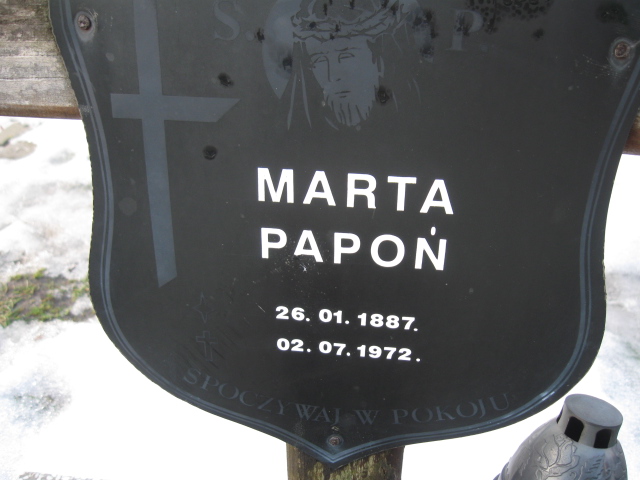 S. P.
MARTA
PAPOŃ
26. 01. 1887.
02. 07. 1972.
SPOCZYWAJ W POKOJU